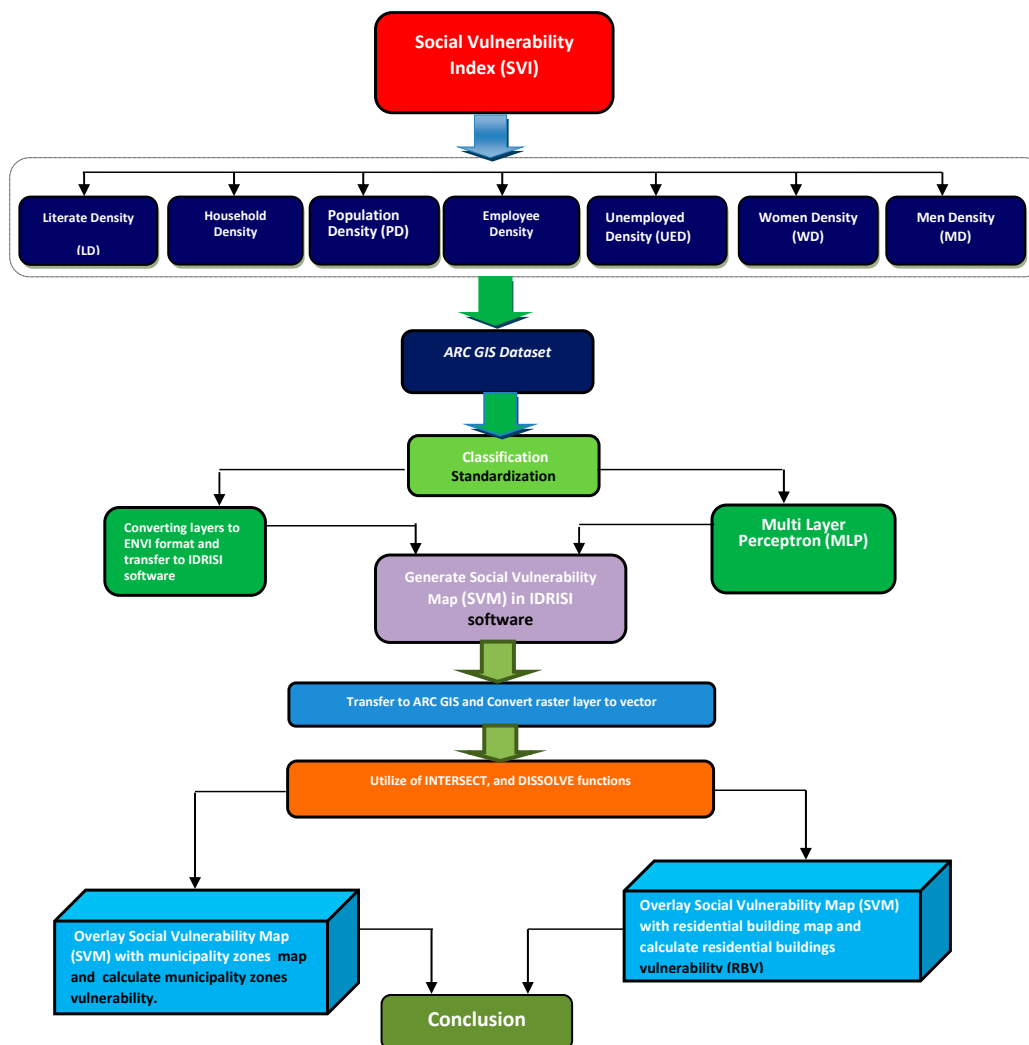 Social Vulnerability
Index (SVI)
Literate Density
(LD)
Household
Density
Population
Density (PD)
Employee
Density
Unemployed
Density (UED)
Women Density
(WD)
Men Density
(MD)
ARC GIS Dataset
Classification
Standardization
Converting layers to
ENVI format and
transfer to IDRISI
software
Multi Layer
Perceptron (MLP)
Generate Social Vulnerability
Map (SVM) in IDRISI
software
Transfer to ARC GIS and Convert raster layer to vector
Utilize of INTERSECT, and DISSOLVE functions
Overlay Social Vulnerability Map
(SVM) with municipality zones map
and calculate municipality zones
vulnerability.
Overlay Social Vulnerability Map (SVM)
with residential building map and
calculate residential buildings
vulnerability (RBV)
Conclusion